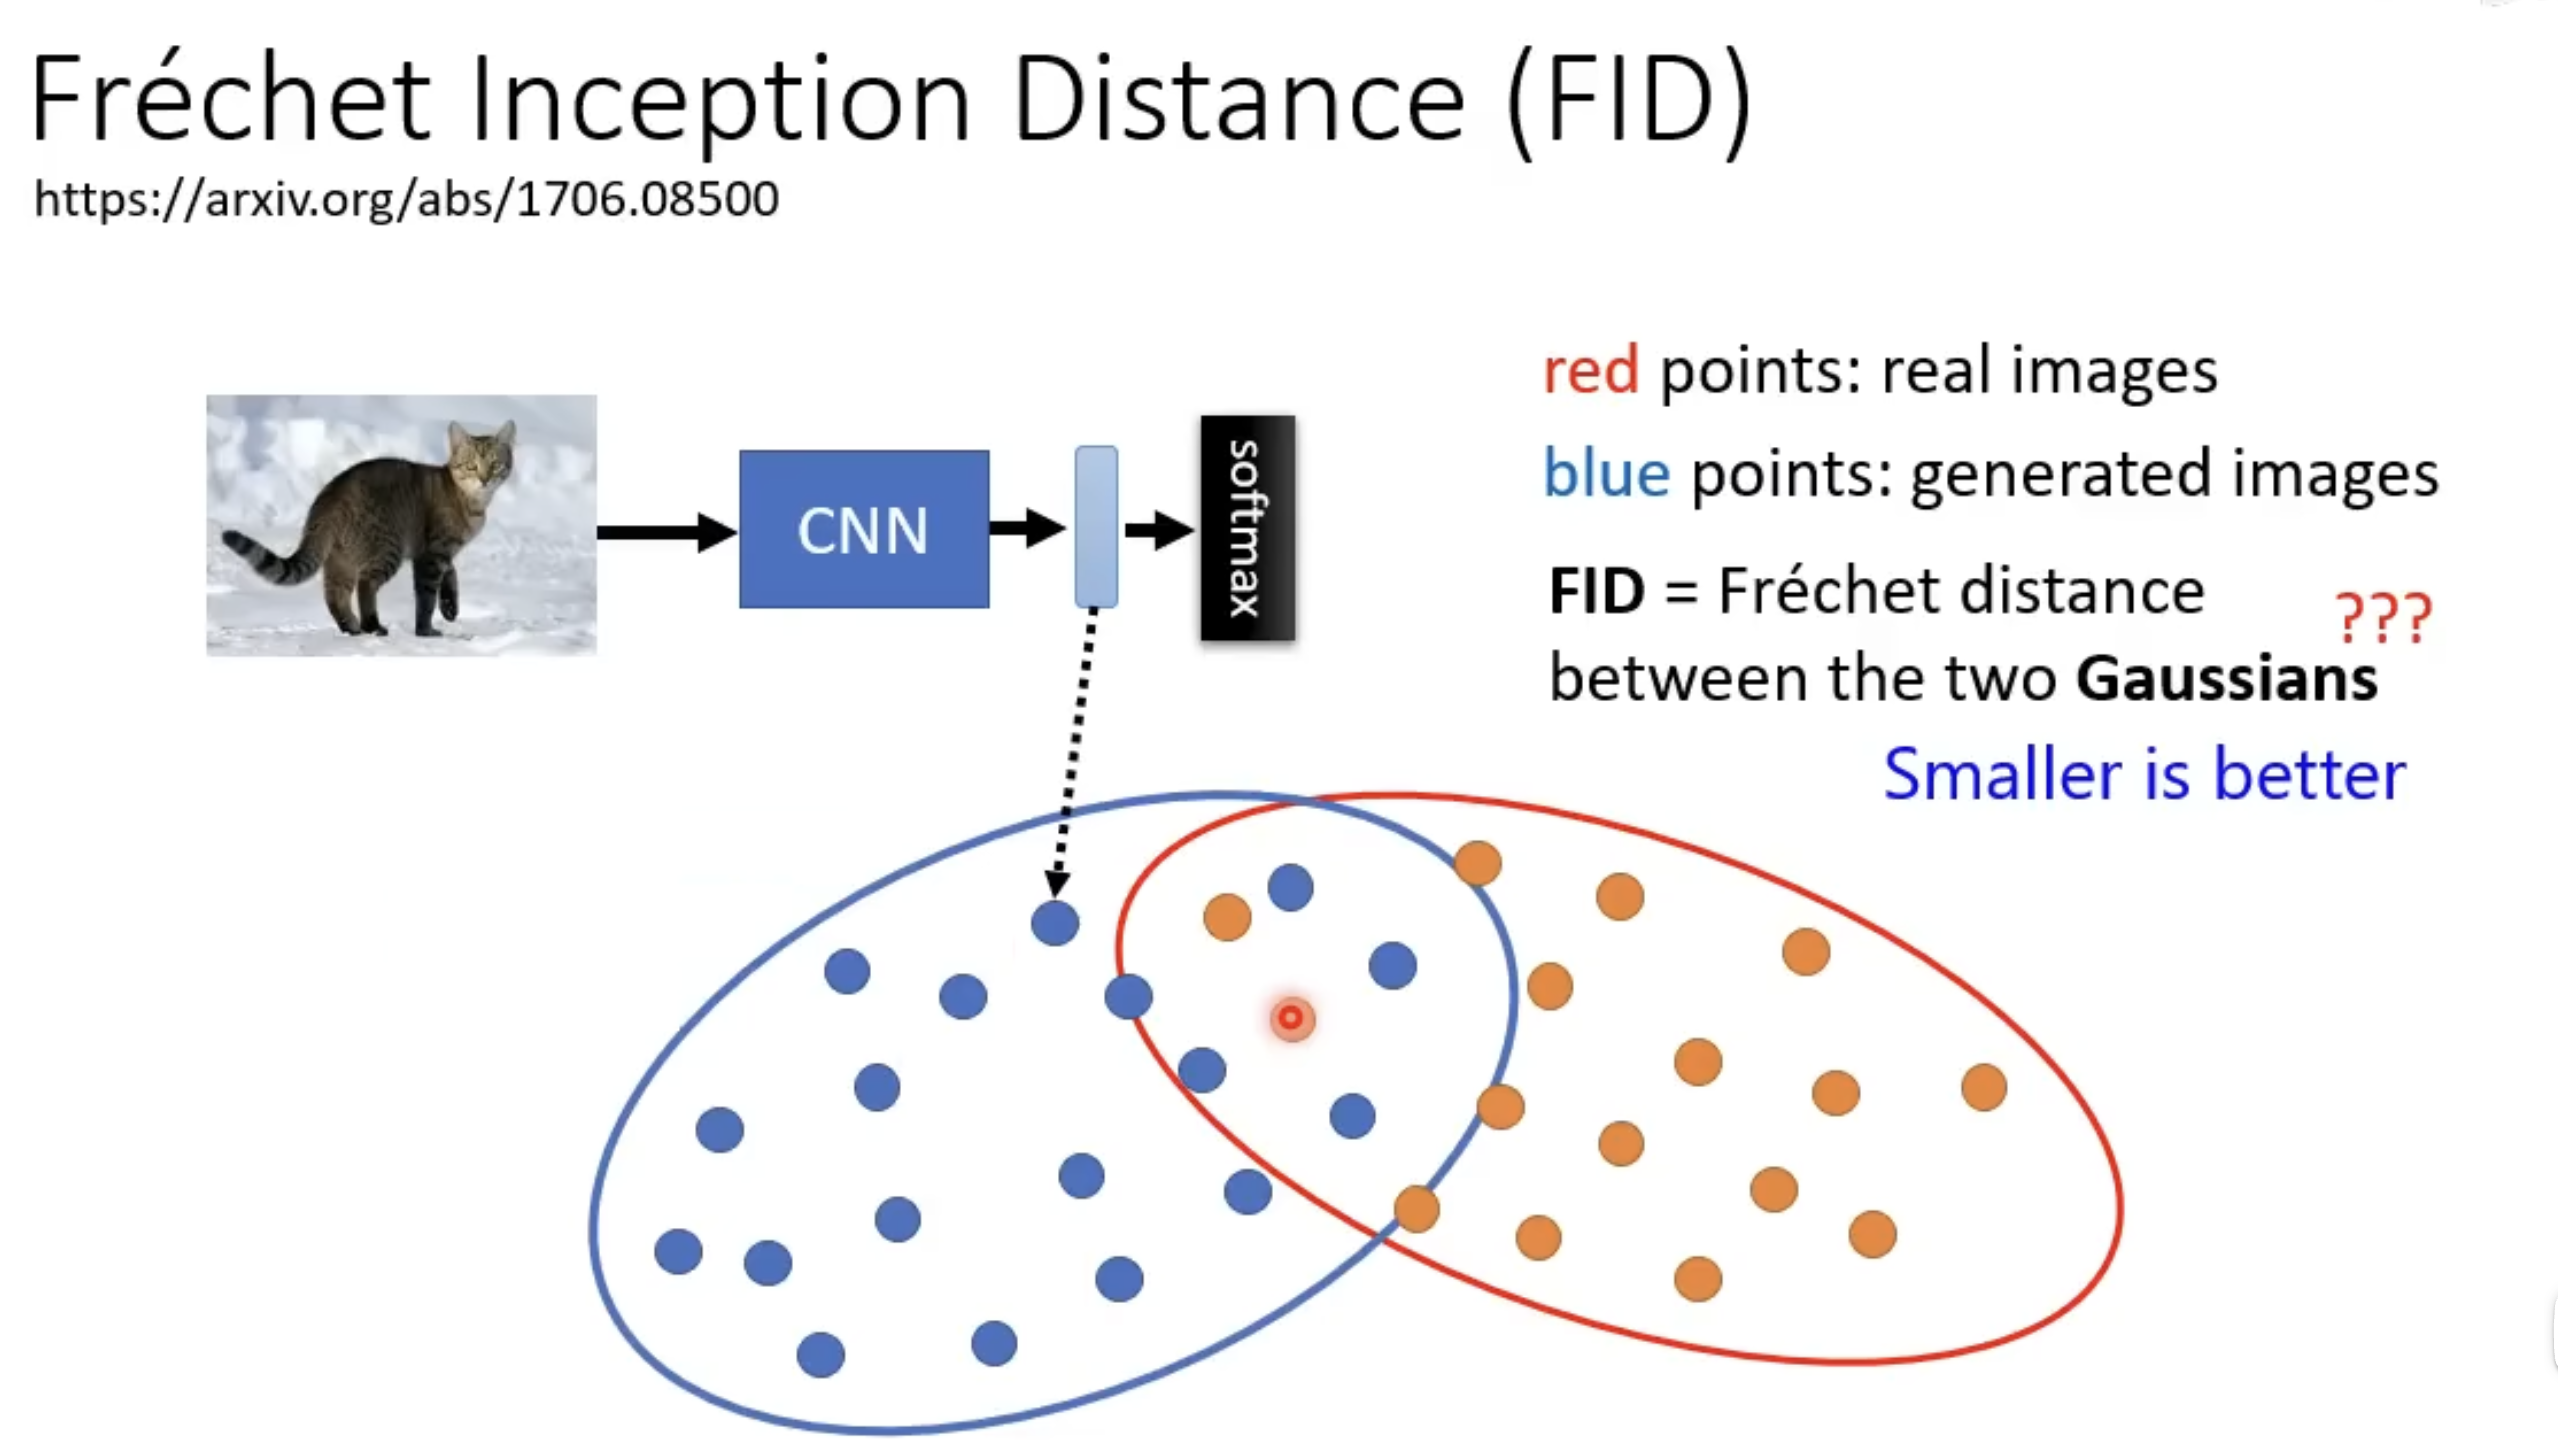 Fréchet Inception Distance (FID)
https://arxiv.org/abs/1706.08500
CNN
softmax
red points: real images
blue points: generated images
FID = Fréchet distance
???
between the two Gaussians
Smaller is better